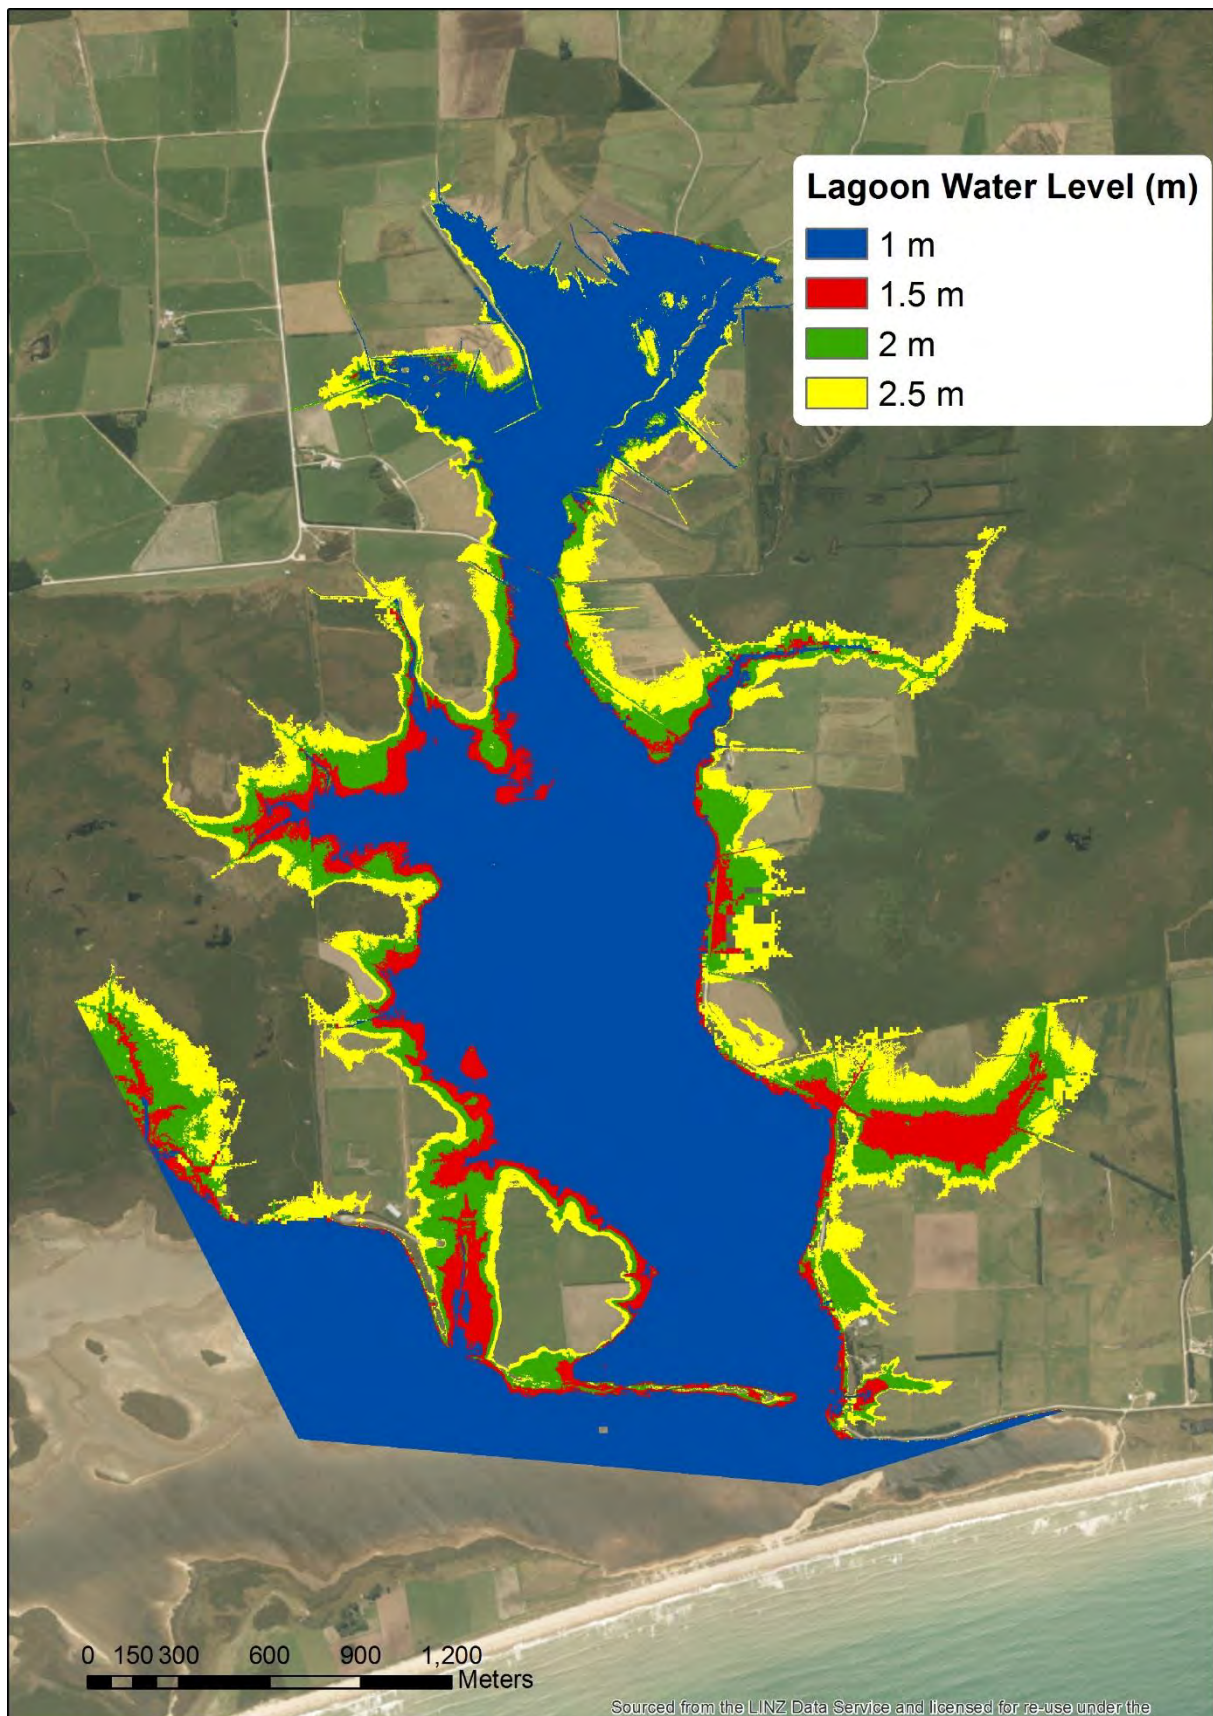 Lagoon Water Level (m)
1 m
1.5 m
2 m
2.5 m
0 150 300 600 900 1,200
Meters
Sourced from the LINZ Data Service and licensed for re-use under the